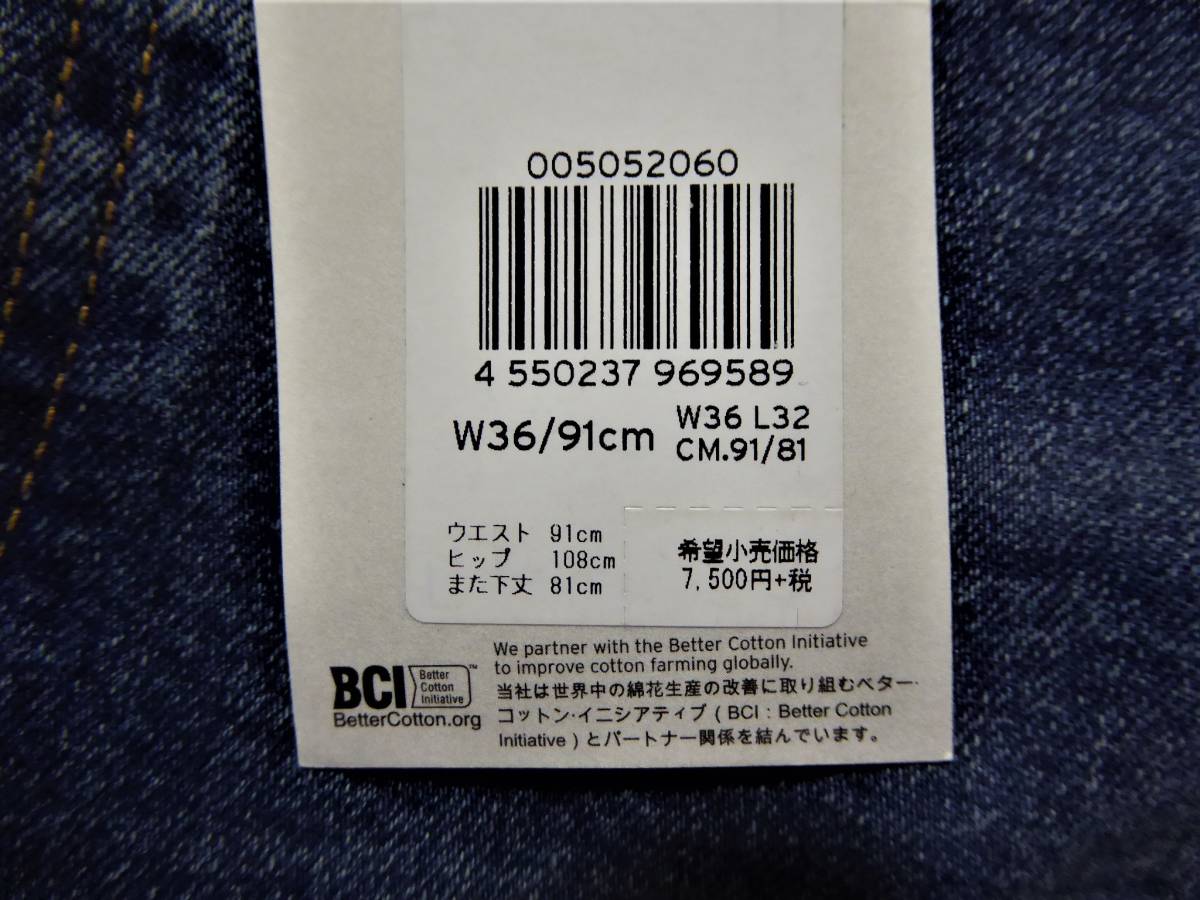 005052060
4 550237 969589
W36/91cm
W36 L32
CM.91/81
ウエスト 91cm
ヒップ 108cm
また下丈 81cm
希望小売価格
7,500円+税
We partner with the Better Cotton Initiative
to improve cotton farming globally.
BCI
Better
Cotton
Initiative™
BetterCotton.org
当社は世界中の綿花生産の改善に取り組むベター・
コットン・イニシアティブ（BCI：Better Cotton
Initiative）とパートナー関係を結んでいます。